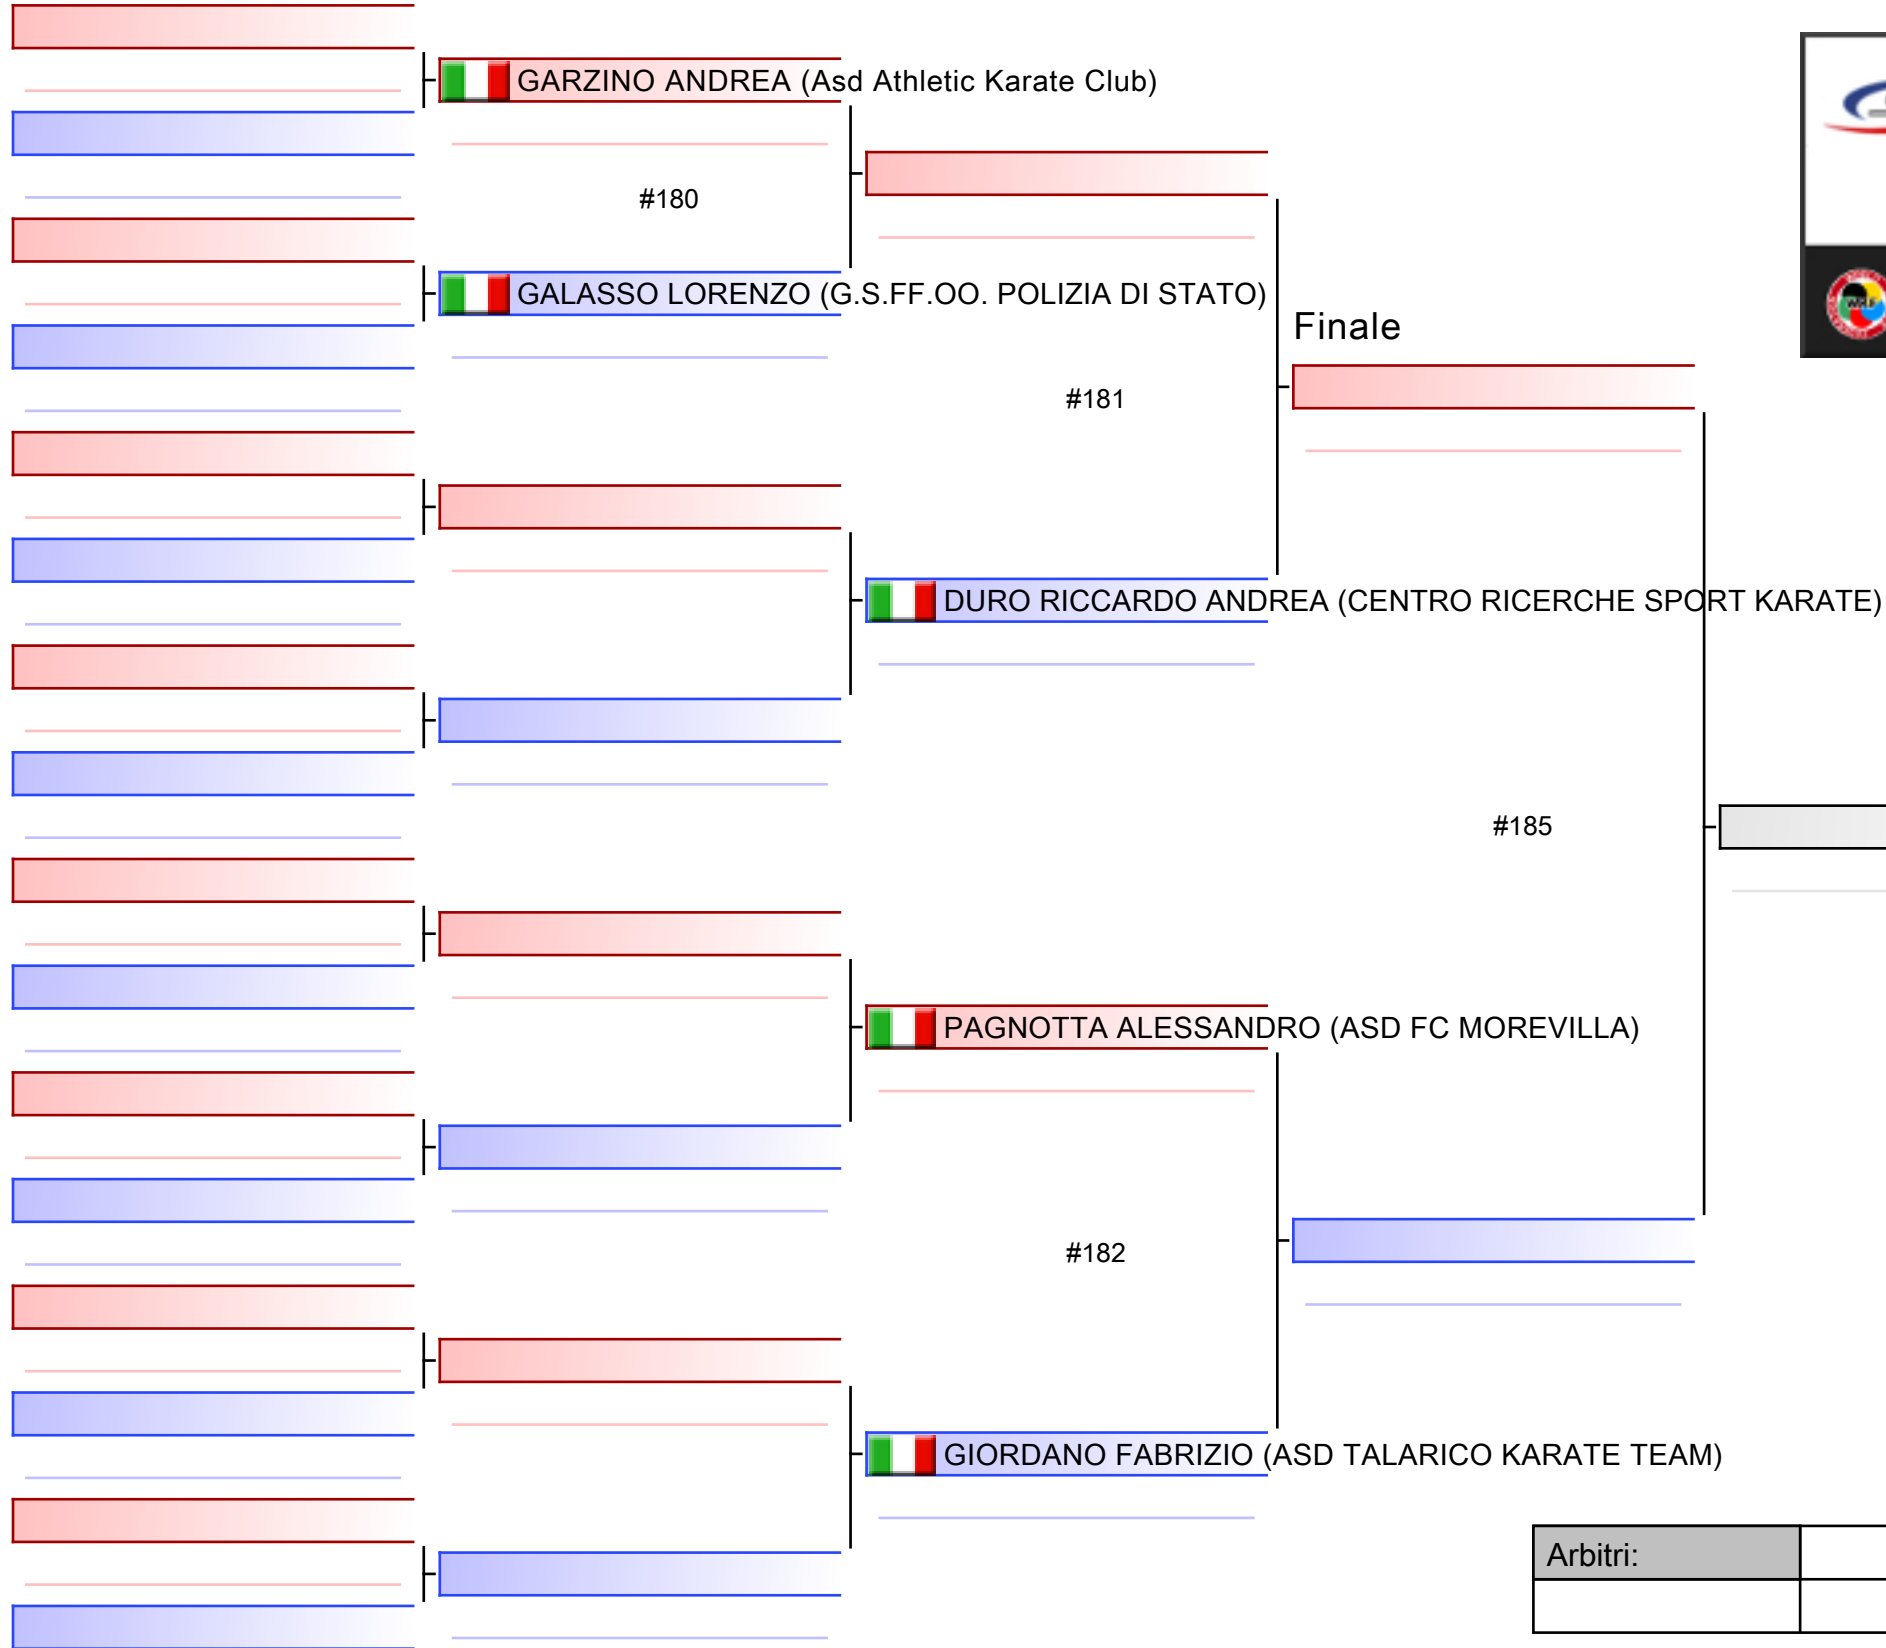 GARZINO ANDREA (Asd Athletic Karate Club)
#180
GALASSO LORENZO (G.S.FF.OO. POLIZIA DI STATO)
Finale
#181
DURO RICCARDO ANDREA (CENTRO RICERCHE SPORT KARATE)
#185
PAGNOTTA ALESSANDRO (ASD FC MOREVILLA)
#182
GIORDANO FABRIZIO (ASD TALARICO KARATE TEAM)
Arbitri: